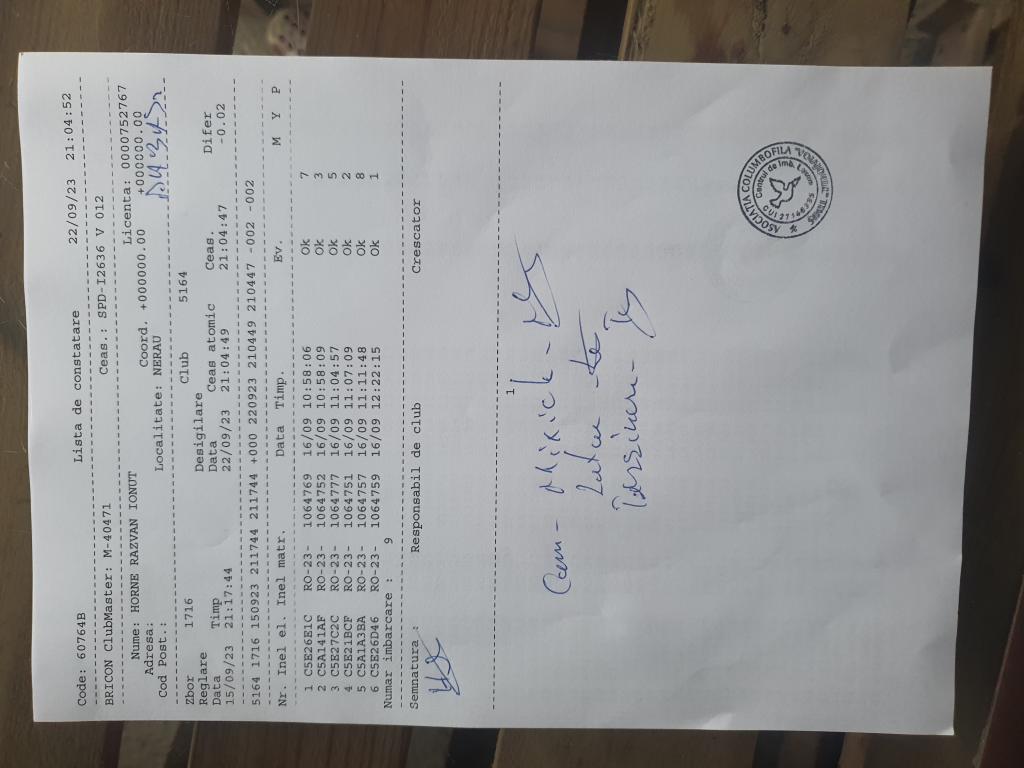 Code: 60764B Lista de constatare 22/09/23 21:04:52
BRICON ClubMaster: M-40471 Ceas.: SPD-I2636 V 012
Nume: HORNE RAZVAN IONUT Licenta: 0000752767
Adresa: Coord. +000000.00 +000000.00
Cod Post.: Localitate: NERAU
Zbor 1716 Club 5164
Reglare Desigilare
Data Timp Data Ceas atomic Ceas. Difer
15/09/23 21:17:44 22/09/23 21:04:49 21:04:47 -0.02
5164 1716 150923 211744 211744 +000 220923 210449 210447 -002 -002
Nr. Inel el. Inel matr. Data Timp. Ev. M Y P
1 C5E26E1C RO-23- 1064769 16/09 10:58:06 Ok 7
2 C5A141AF RO-23- 1064752 16/09 10:58:09 Ok 3
3 C5E27C2C RO-23- 1064777 16/09 11:04:57 Ok 5
4 C5E21BCF RO-23- 1064751 16/09 11:07:09 Ok 2
5 C5A1A3BA RO-23- 1064757 16/09 11:11:48 Ok 8
6 C5E26D46 RO-23- 1064759 16/09 12:22:15 Ok 1
Numar imbarcare : 9
Semnatura : Responsabil de club Crescator
1
ASOCIATIA COLUMBOFILA